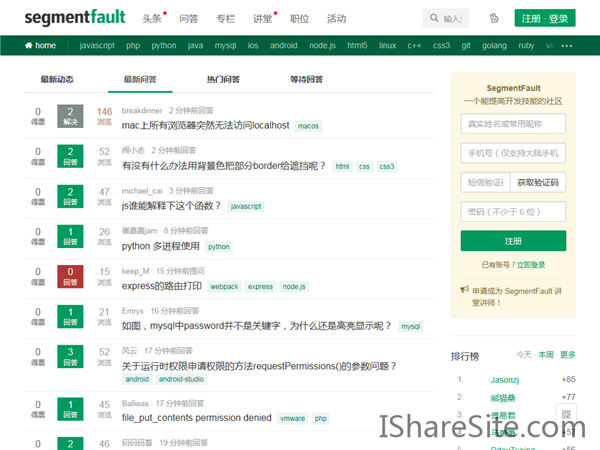 segmentfault 头条 问答 专栏 讲堂 职位 活动 注册 · 登录
home javascript php python java mysql ios android node.js html5 linux c++ css3 git golang ruby
最新动态 最新问答 热门问答 等待回答
0 得票 2 解决 146 浏览
breakdinner 2 分钟前回答
mac上所有浏览器突然无法访问localhost macos
0 得票 2 回答 52 浏览
闹小志 2 分钟前回答
有没有什么办法用背景色把部分border给遮挡呢? html css css3
0 得票 2 回答 47 浏览
michael_cai 3 分钟前回答
js谁能解释下这个函数? javascript
0 得票 1 回答 26 浏览
崔嘉嘉jam 8 分钟前回答
python 多进程使用 python
0 得票 0 回答 15 浏览
keep_M 15 分钟前提问
express的路由打印 webpack express node.js
0 得票 1 回答 21 浏览
Emrys 16 分钟前回答
如图,mysql中password并不是关键字,为什么还是高亮显示呢? mysql
0 得票 3 回答 52 浏览
风云 17 分钟前回答
关于运行时权限申请权限的方法requestPermissions()的参数问题?
android android-studio
0 得票 1 回答 45 浏览
Ballieas 17 分钟前回答
file_put_contents permission denied vmware php
0 2 46
码码码畜 19 分钟前回答
SegmentFault
一个能提高开发技能的社区
真实姓名或常用昵称
手机号(仅支持大陆手机
短信验证 获取验证码
密码(不少于 6 位)
注册
已有账号?立即登录
申请成为 SegmentFault 讲
堂讲师!
排行榜 今天 · 本周 · 更多
1. Jasonzj +85
2. 熊猫桑 +77
3. 傅易君
+57
RdouTyping +56
IShareSite.com